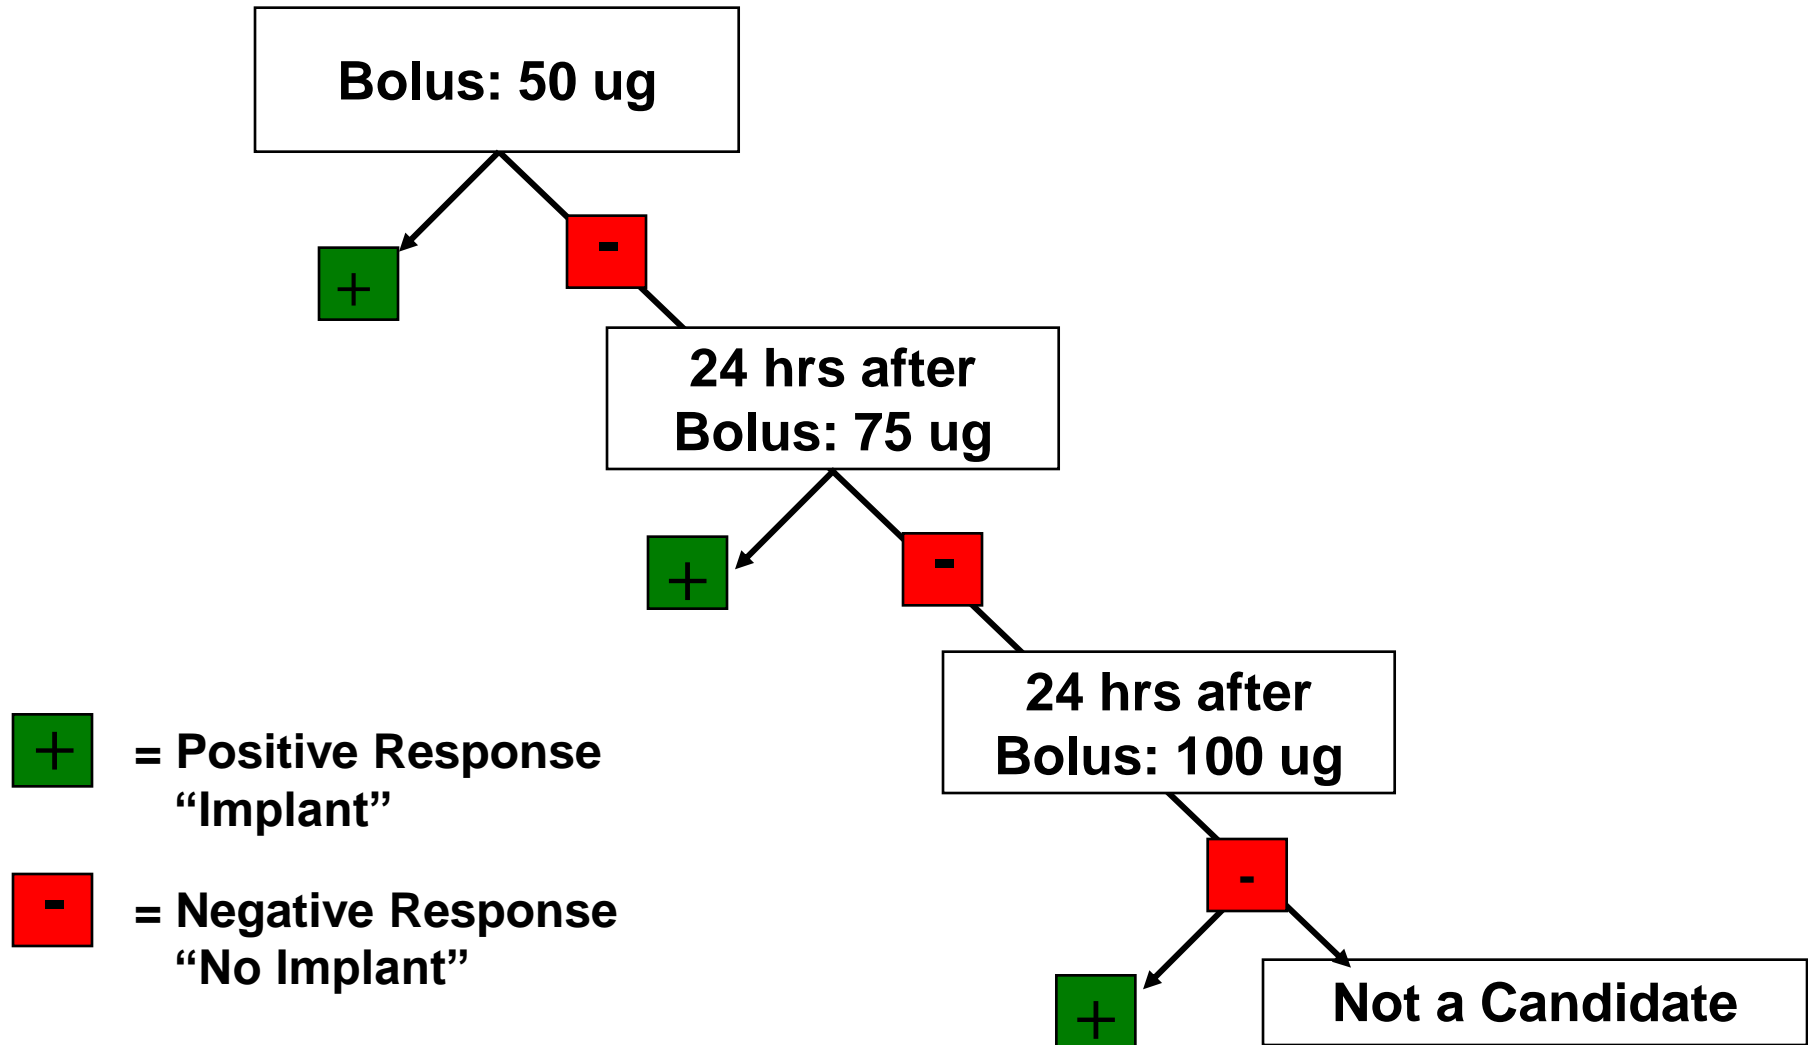 Bolus: 50 ug
+
-
24 hrs after
Bolus: 75 ug
+
-
24 hrs after
Bolus: 100 ug
+
= Positive Response
“Implant”
-
= Negative Response
“No Implant”
-
+
Not a Candidate